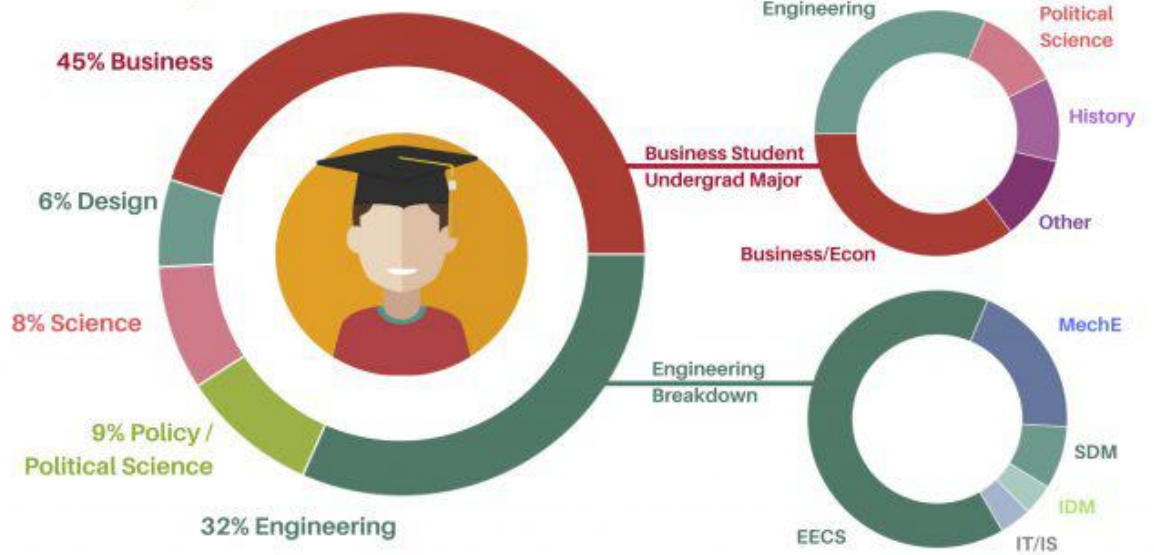 45% Business
6% Design
8% Science
9% Policy /
Political Science
32% Engineering
Business Student
Undergrad Major
Engineering
Political
Science
History
Other
Business/Econ
Engineering
Breakdown
MechE
SDM
IDM
IT/IS
EECS